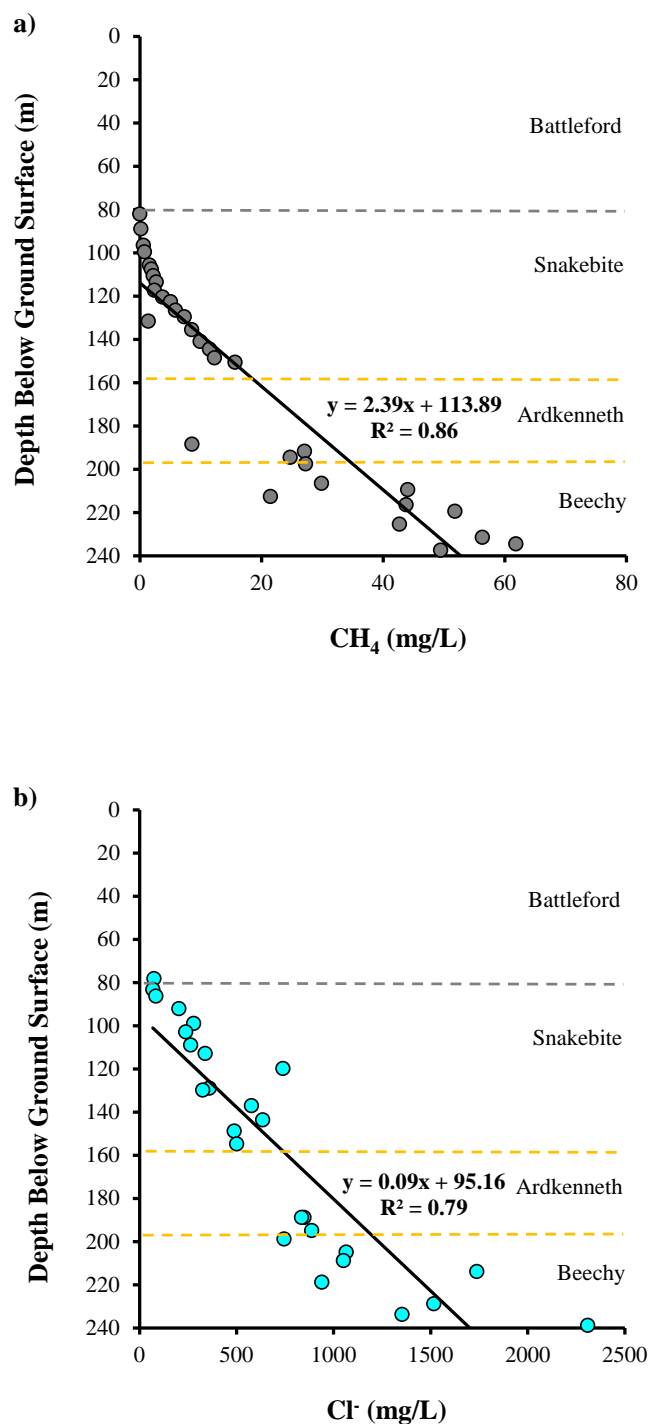 a)
0
20
40
60
80
100
120
140
160
180
200
220
240
Depth Below Ground Surface (m)
Battleford
Snakebite
y = 2.39x + 113.89
R² = 0.86
Ardkenneth
Beechy
0 20 40 60 80
CH₄ (mg/L)
b)
0
20
40
60
80
100
120
140
160
180
200
220
240
Depth Below Ground Surface (m)
Battleford
Snakebite
y = 0.09x + 95.16
R² = 0.79
Ardkenneth
Beechy
0 500 1000 1500 2000 2500
Cl⁻ (mg/L)